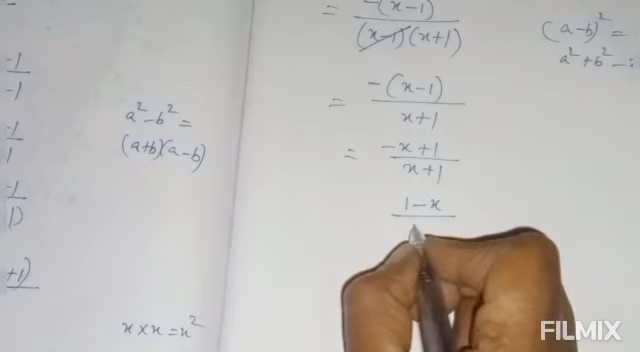 -1/-1
-1/1
-1/1)
+1)
a²-b²=
(a+b)(a-b)
x×x=x²
= -(x-1)/(x-1)(x+1)
= -(x-1)/x+1
= -x+1/x+1
1-x
(a-b)²=
a²+b²-
FILMIX